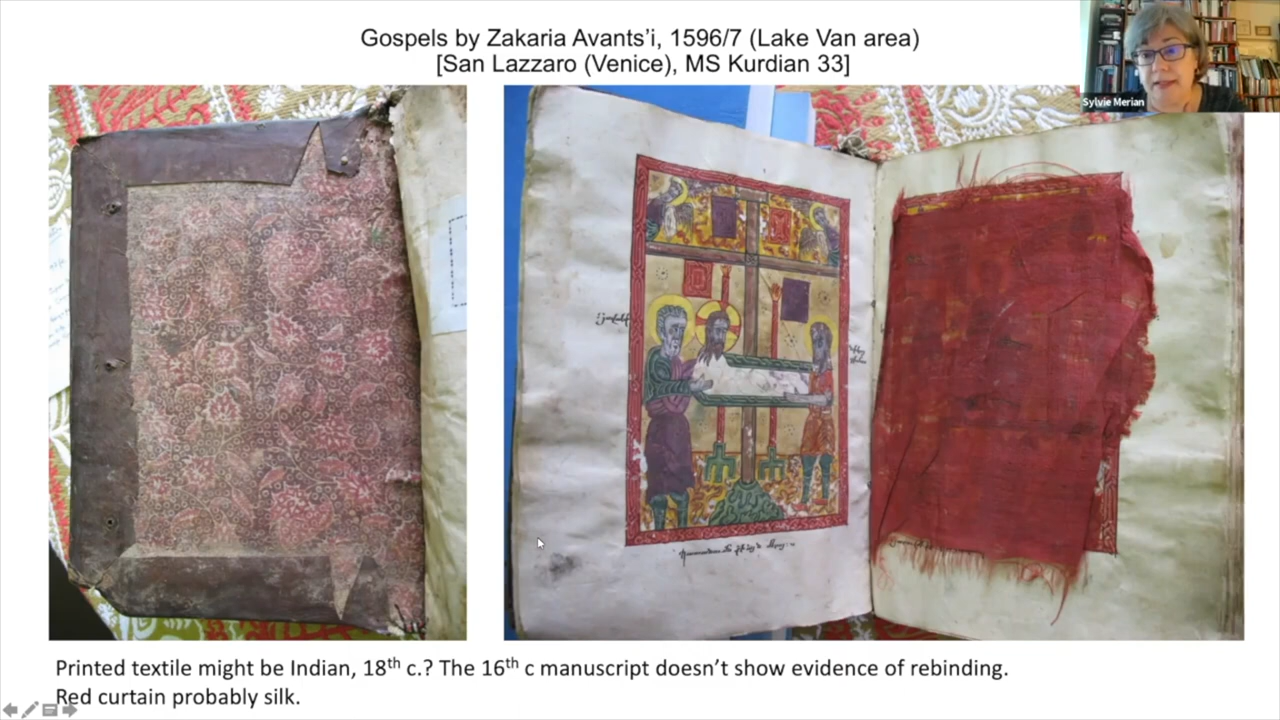 Gospels by Zakaria Avants’i, 1596/7 (Lake Van area)
[San Lazzaro (Venice), MS Kurdian 33]
Sylvie Merian
Printed textile might be Indian, 18th c.? The 16th c manuscript doesn’t show evidence of rebinding.
Red curtain probably silk.